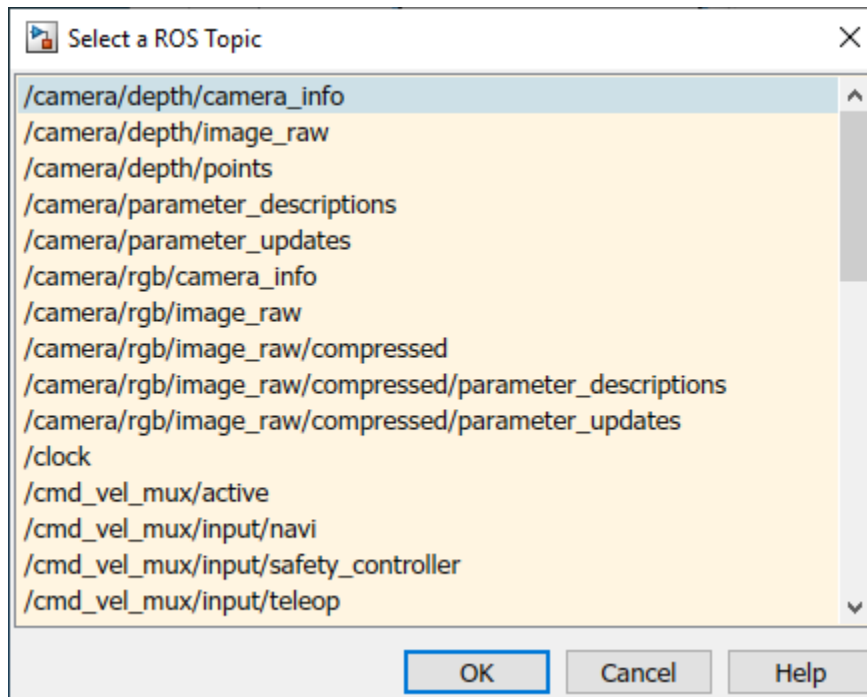 Select a ROS Topic
/camera/depth/camera_info
/camera/depth/image_raw
/camera/depth/points
/camera/parameter_descriptions
/camera/parameter_updates
/camera/rgb/camera_info
/camera/rgb/image_raw
/camera/rgb/image_raw/compressed
/camera/rgb/image_raw/compressed/parameter_descriptions
/camera/rgb/image_raw/compressed/parameter_updates
/clock
/cmd_vel_mux/active
/cmd_vel_mux/input/navi
/cmd_vel_mux/input/safety_controller
/cmd_vel_mux/input/teleop
OK Cancel Help